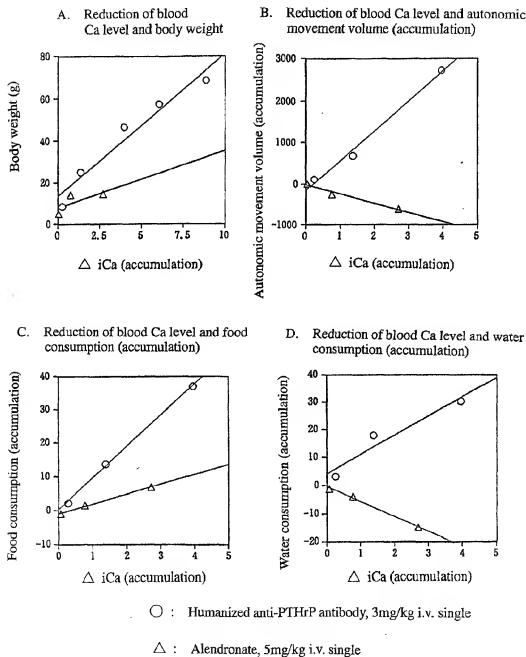 A. Reduction of blood
Ca level and body weight
Body weight (g)
80
60
40
20
0
0
2.5
5
7.5
10
△ iCa (accumulation)
B. Reduction of blood Ca level and autonomic
movement volume (accumulation)
Autonomic movement volume (accumulation)
3000
2000
1000
0
-1000
0
1
2
3
4
5
△ iCa (accumulation)
C. Reduction of blood Ca level and food
consumption (accumulation)
Food consumption (accumulation)
40
30
20
10
0
-10
0
1
2
3
4
5
△ iCa (accumulation)
D. Reduction of blood Ca level and water
consumption (accumulation)
Water consumption (accumulation)
40
30
20
10
0
-10
-20
0
1
2
3
4
5
△ iCa (accumulation)
○ : Humanized anti-PTHrP antibody, 3mg/kg i.v. single
△ : Alendronate, 5mg/kg i.v. single